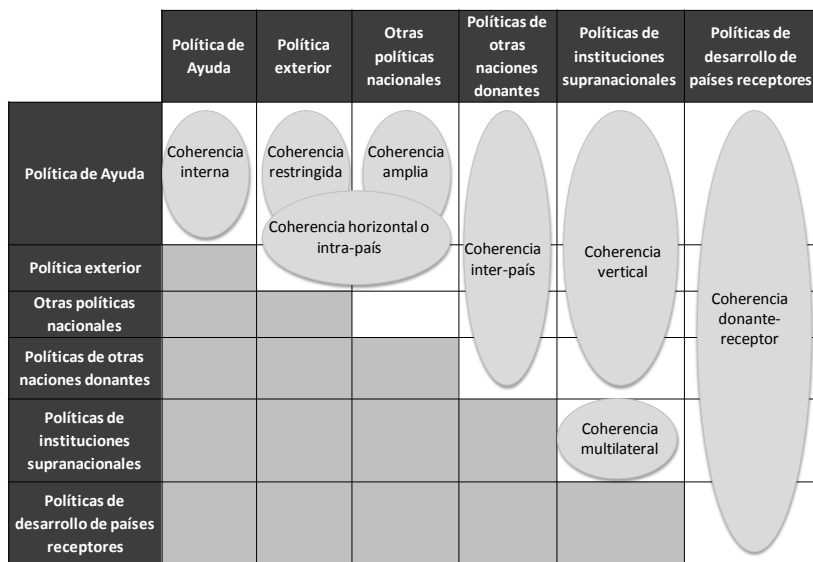 Política de
Ayuda
Política
exterior
Otras
políticas
nacionales
Políticas de
otras
naciones
donantes
Políticas de
instituciones
supranacionales
Políticas de
desarrollo de
países receptores
Política de Ayuda
Coherencia
interna
Coherencia
restringida
Coherencia
amplia
Coherencia horizontal o
intra-país
Coherencia
inter-país
Coherencia
vertical
Coherencia
donante-
receptor
Política exterior
Otras políticas
nacionales
Políticas de otras
naciones donantes
Políticas de
instituciones
supranacionales
Coherencia
multilateral
Políticas de
desarrollo de países
receptores